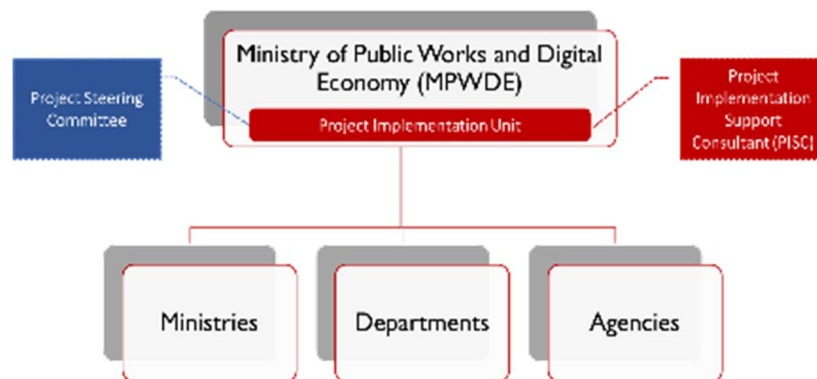 Ministry of Public Works and Digital
Economy (MPWDE)
Project Steering
Committee
Project Implementation Unit
Project
Implementation
Support
Consultant (PISC)
Ministries
Departments
Agencies